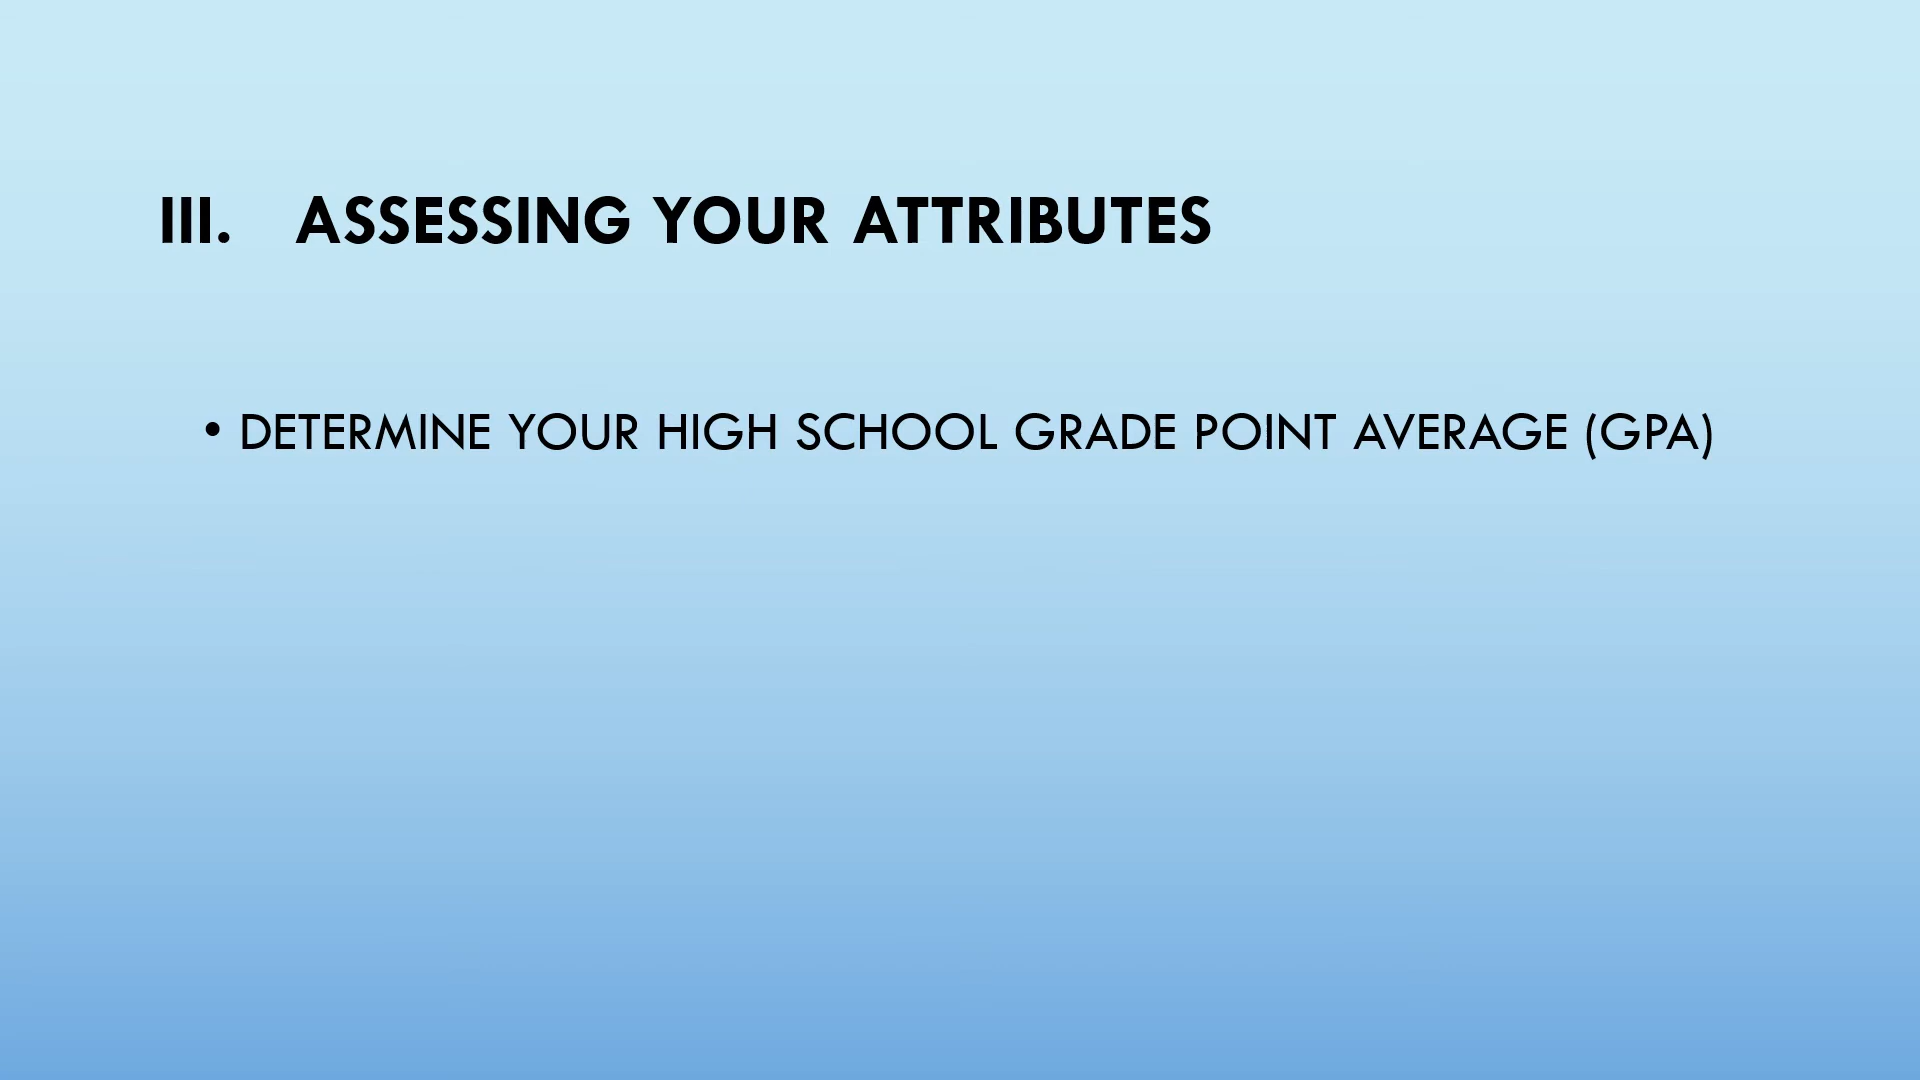 III. ASSESSING YOUR ATTRIBUTES
• DETERMINE YOUR HIGH SCHOOL GRADE POINT AVERAGE (GPA)